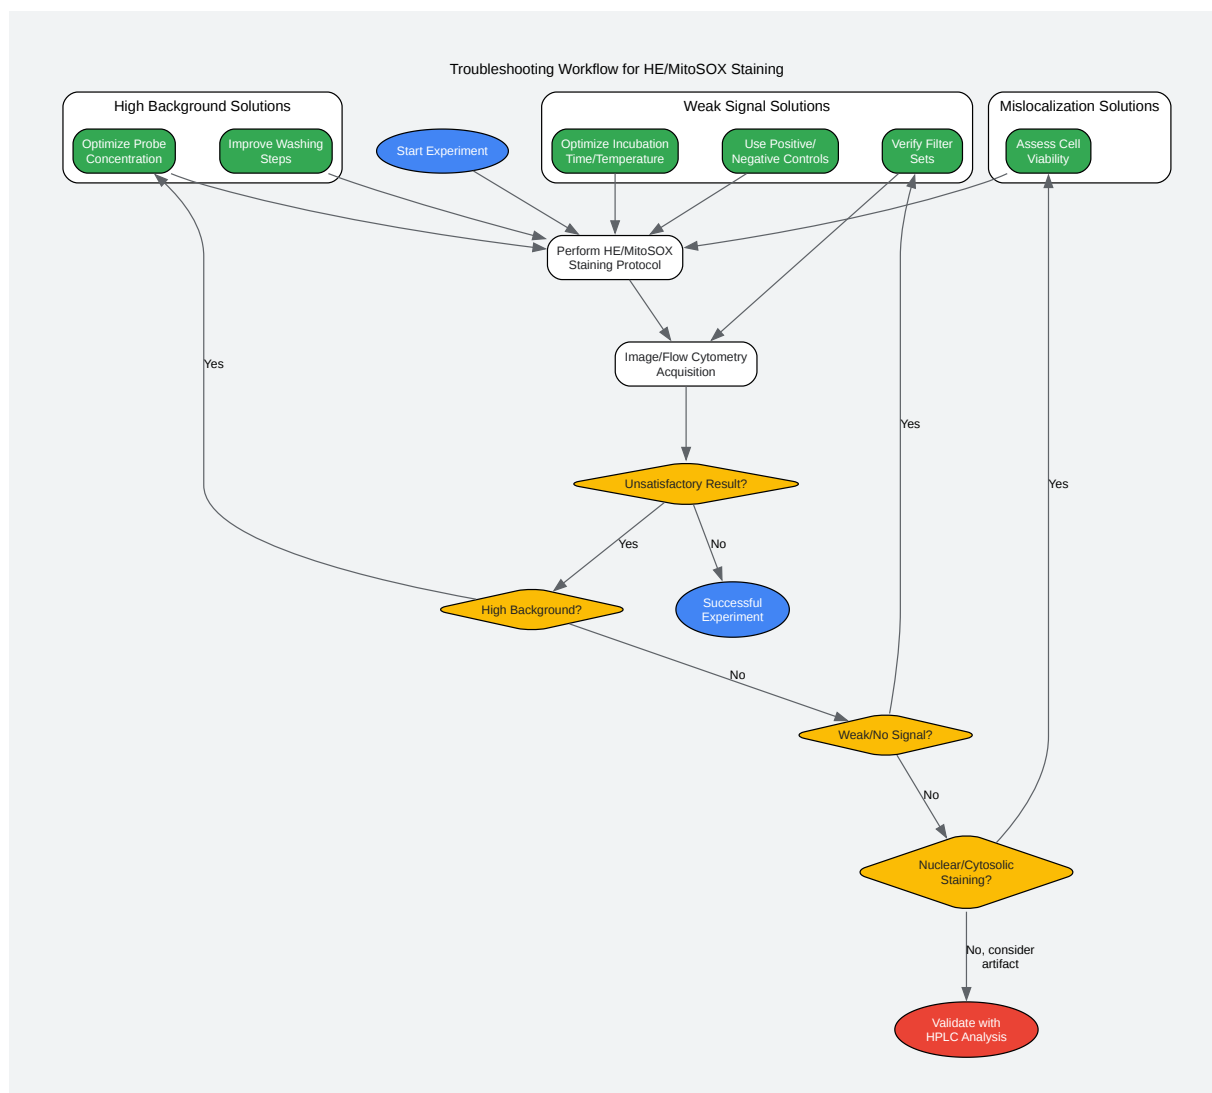 Troubleshooting Workflow for HE/MitoSOX Staining
High Background Solutions
Optimize Probe
Concentration
Improve Washing
Steps
Start Experiment
Weak Signal Solutions
Optimize Incubation
Time/Temperature
Use Positive/
Negative Controls
Verify Filter
Sets
Mislocalization Solutions
Assess Cell
Viability
Perform HE/MitoSOX
Staining Protocol
Image/Flow Cytometry
Acquisition
Yes
Yes
Unsatisfactory Result?
Yes
Yes
No
High Background?
Successful
Experiment
No
Weak/No Signal?
No
Nuclear/Cytosolic
Staining?
No, consider
artifact
Validate with
HPLC Analysis